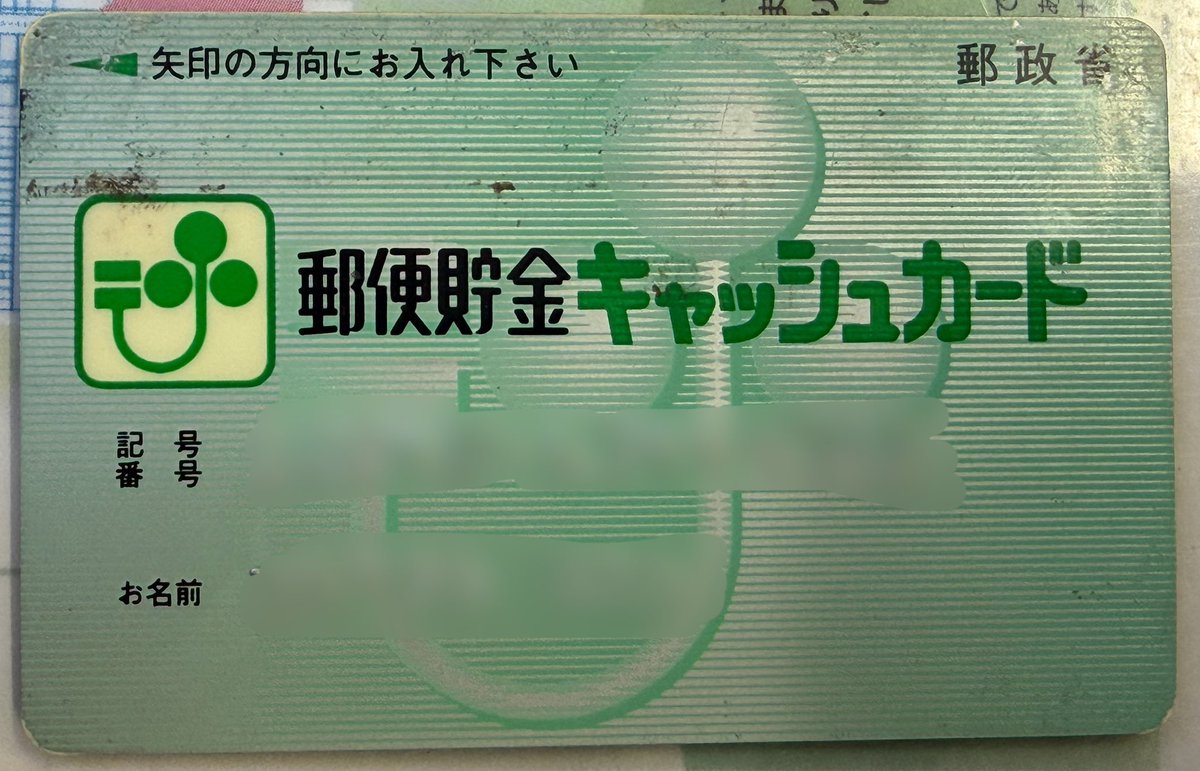 矢印の方向にお入れ下さい
郵政省
郵便貯金キャッシュカード
記号
番号
お名前